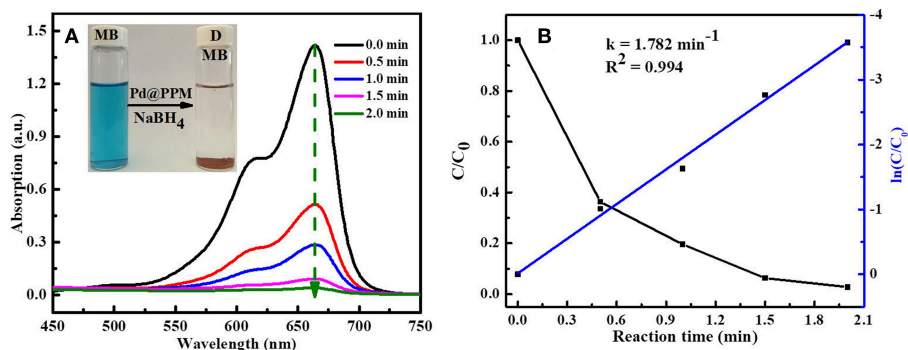 A
MB
D
MB
Pd@PPM
NaBH4
0.0 min
0.5 min
1.0 min
1.5 min
2.0 min
1.5
1.2
0.9
0.6
0.3
0.0
Absorption (a.u.)
450 500 550 600 650 700 750
Wavelength (nm)
B
k = 1.782 min⁻¹
R² = 0.994
1.0
0.8
0.6
0.4
0.2
0.0
C/C0
-4
-3
-2
-1
0
ln(C/C0)
0.0 0.3 0.6 0.9 1.2 1.5 1.8 2.1
Reaction time (min)